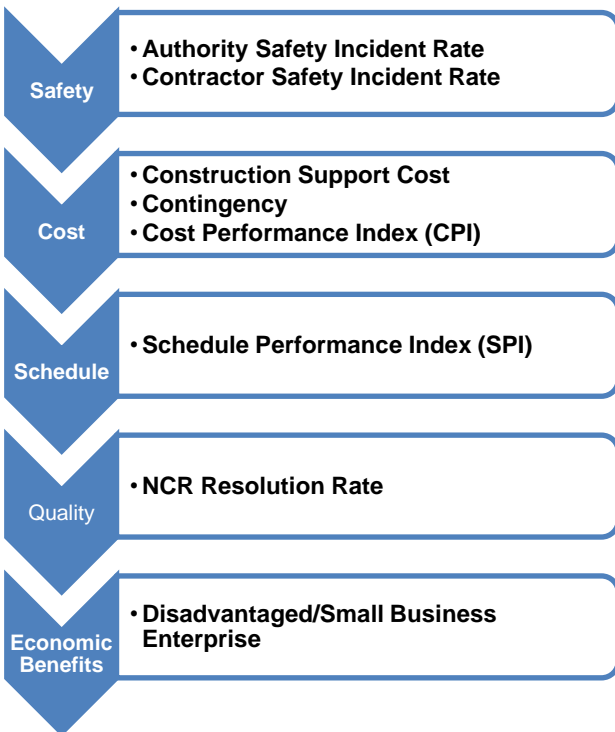 Safety
• Authority Safety Incident Rate
• Contractor Safety Incident Rate
Cost
• Construction Support Cost
• Contingency
• Cost Performance Index (CPI)
Schedule
• Schedule Performance Index (SPI)
Quality
• NCR Resolution Rate
Economic
Benefits
• Disadvantaged/Small Business
Enterprise